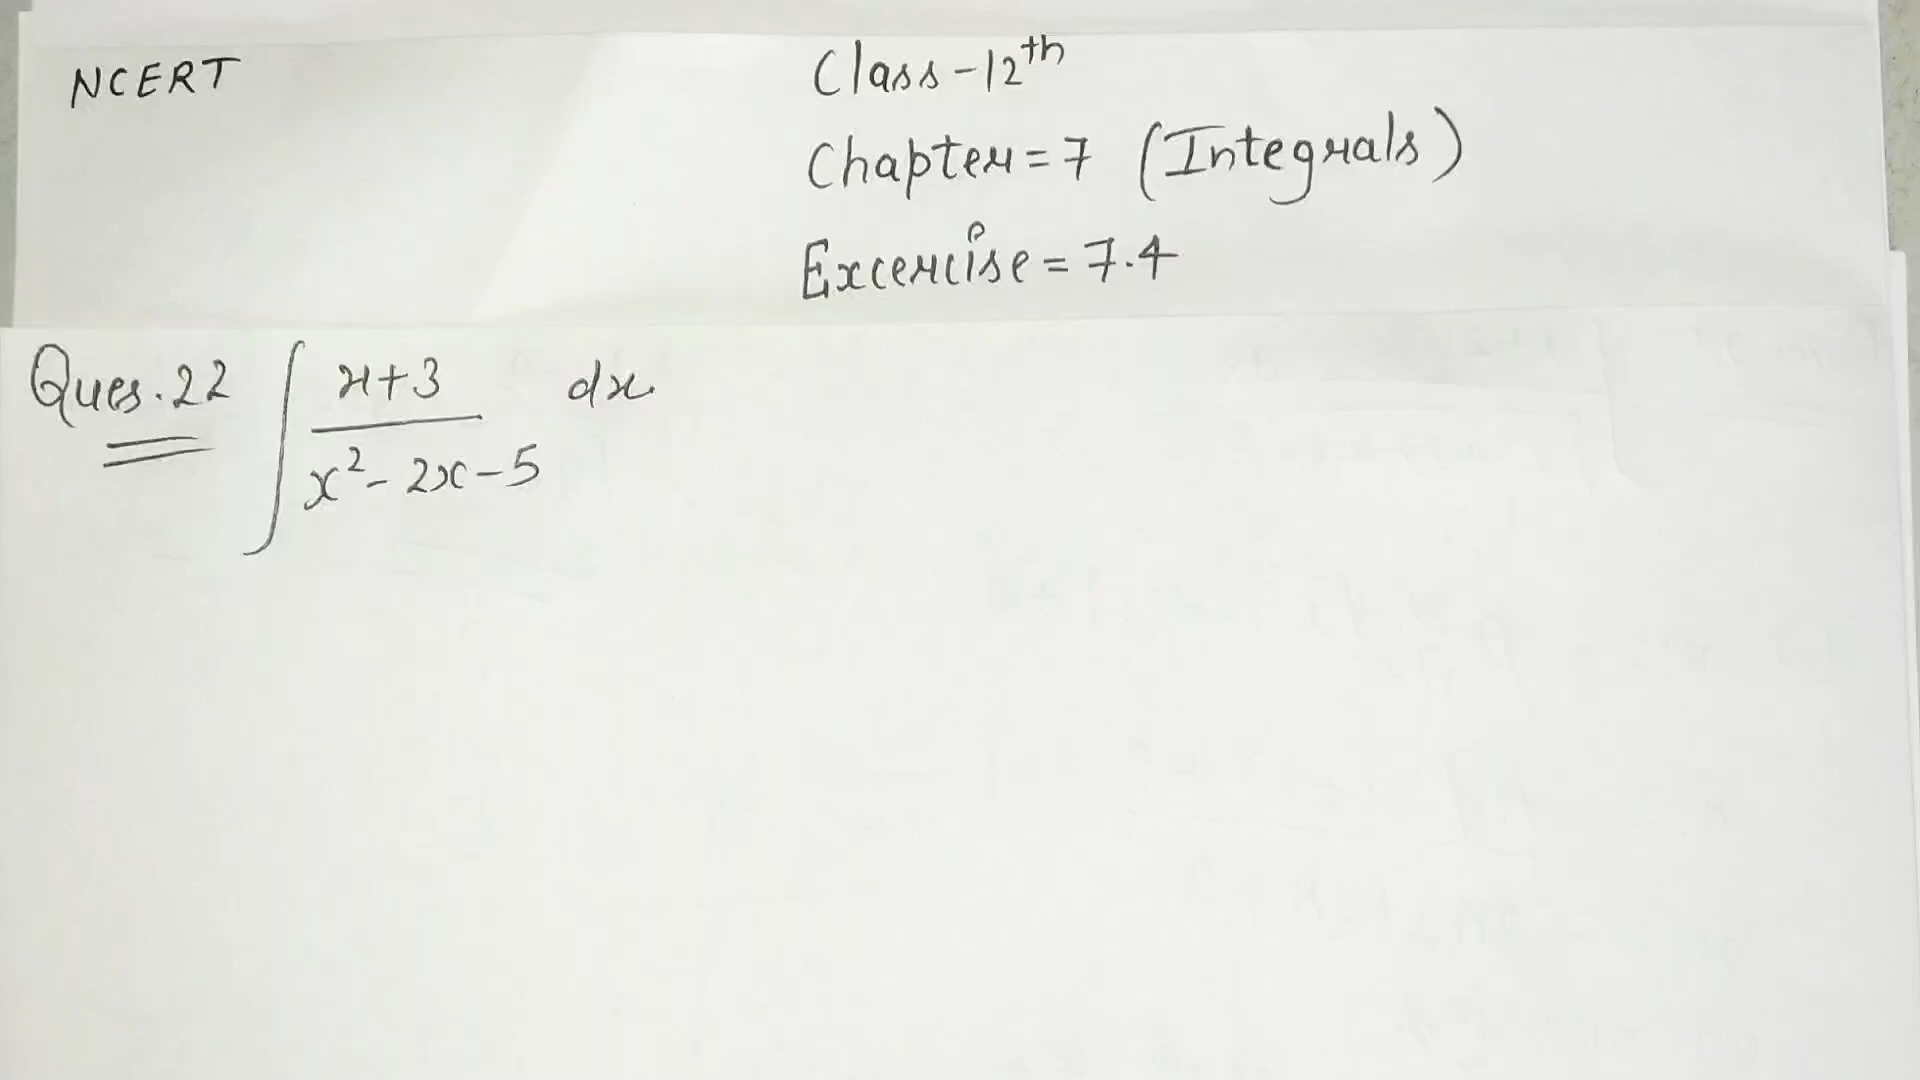 NCERT
Class-12th
Chapter = 7 (Integrals)
Excercise = 7.4
Ques.22 ∫ x+3 dx
x²- 2x-5